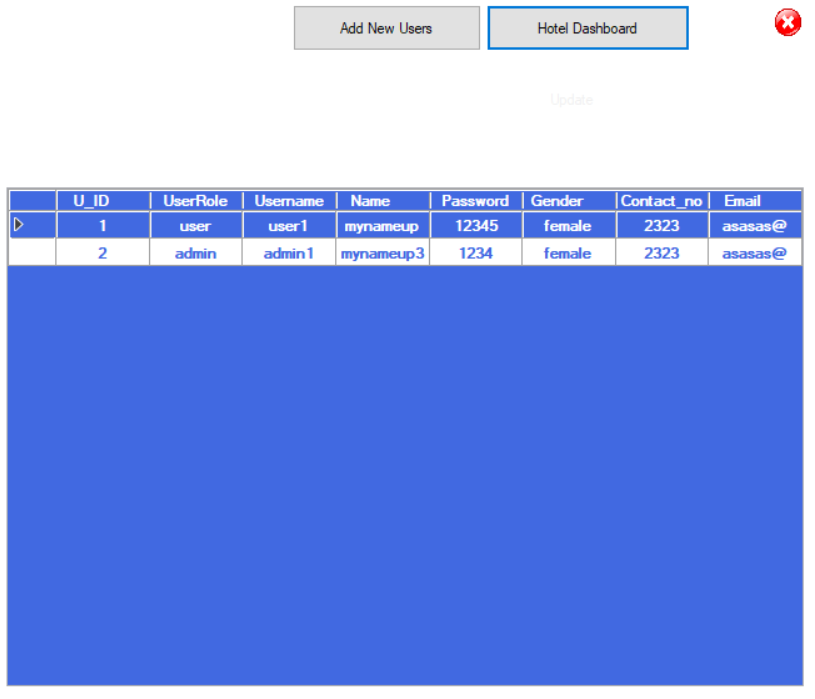 Add New Users Hotel Dashboard
Update
U_ID UserRole Username Name Password Gender Contact_no Email
1 user user1 mynameup 12345 female 2323 asasas@
2 admin admin1 mynameup3 1234 female 2323 asasas@